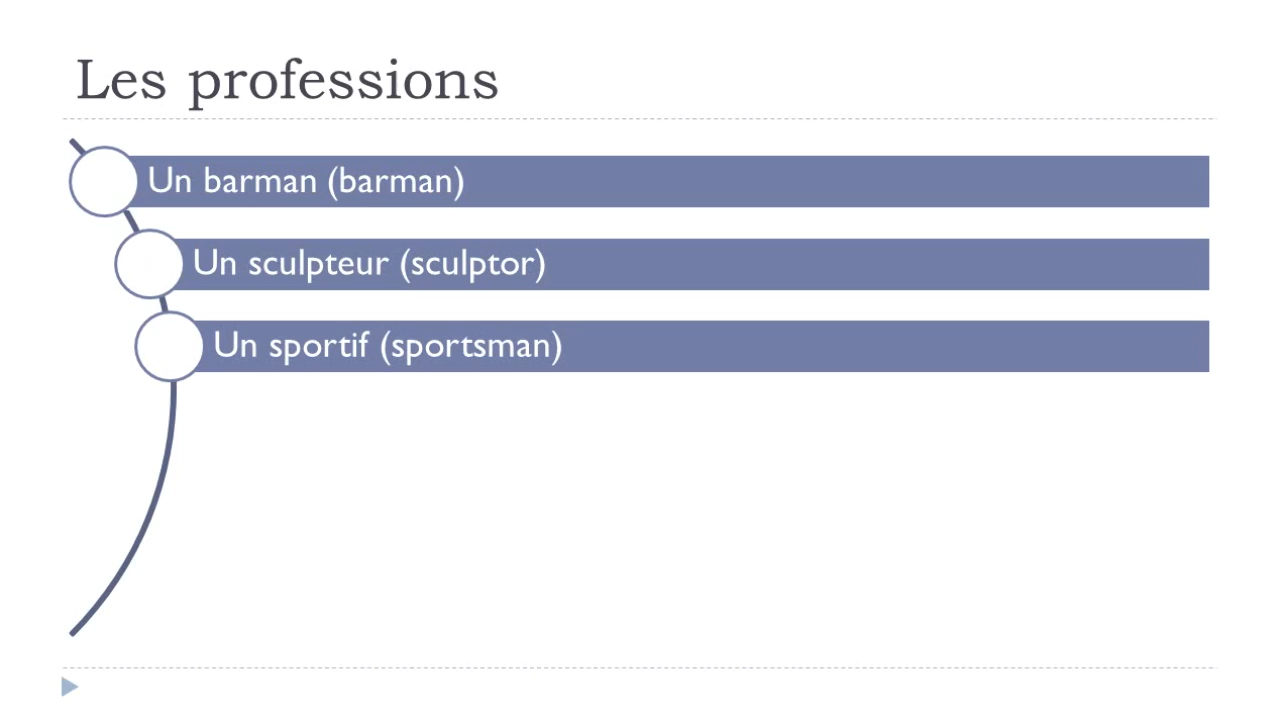 Les professions
Un barman (barman)
Un sculpteur (sculptor)
Un sportif (sportsman)